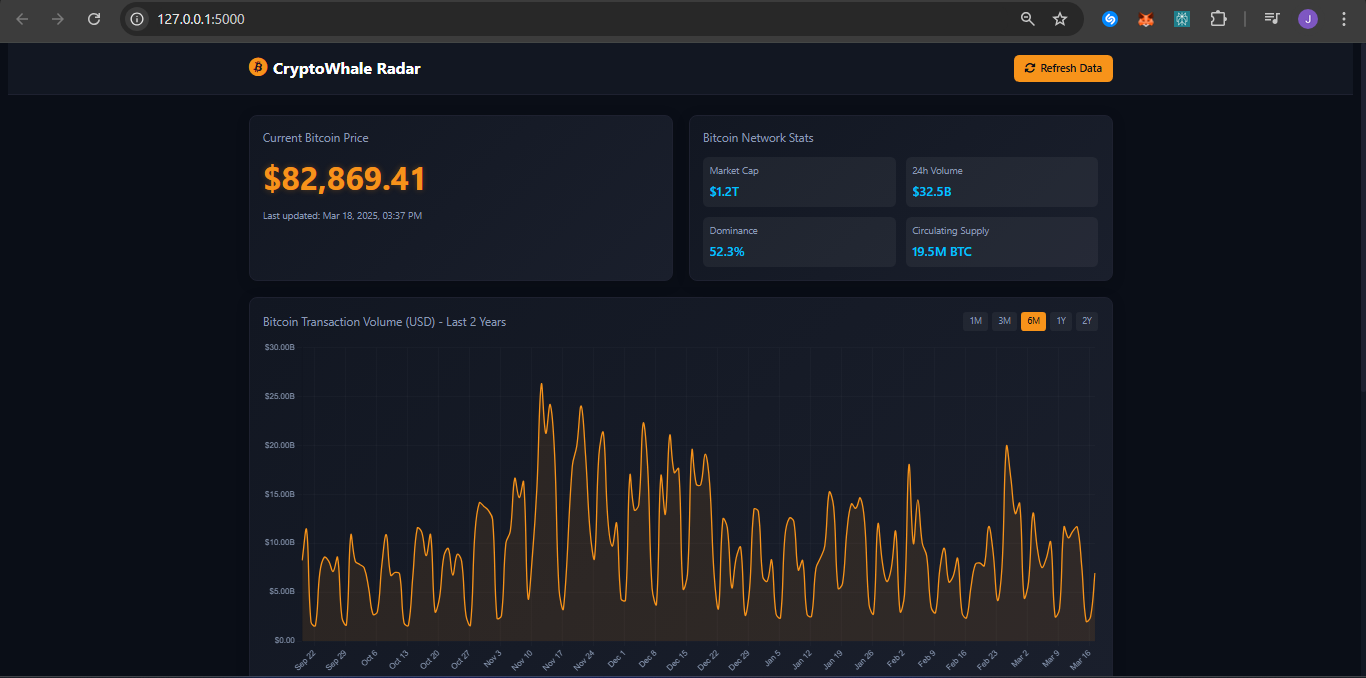 127.0.0.1:5000
J
CryptoWhale Radar
Refresh Data
Current Bitcoin Price
$82,869.41
Last updated: Mar 18, 2025, 03:37 PM
Bitcoin Network Stats
Market Cap
$1.2T
24h Volume
$32.5B
Dominance
52.3%
Circulating Supply
19.5M BTC
Bitcoin Transaction Volume (USD) - Last 2 Years
1M 3M 6M 1Y 2Y
$30.00B
$25.00B
$20.00B
$15.00B
$10.00B
$5.00B
$0.00
Sep 22 Sep 29 Oct 6 Oct 13 Oct 20 Oct 27 Nov 3 Nov 10 Nov 17 Nov 24 Dec 1 Dec 8 Dec 15 Dec 22 Dec 29 Jan 5 Jan 12 Jan 19 Jan 26 Feb 2 Feb 9 Feb 16 Feb 23 Mar 2 Mar 9 Mar 16